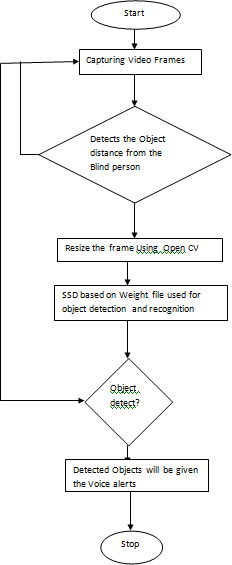 Start
Capturing Video Frames
Detects the Object
distance from the
Blind person
Resize the frame Using Open CV
SSD based on Weight file used for
object detection and recognition
Object
detect?
Detected Objects will be given
the Voice alerts
Stop